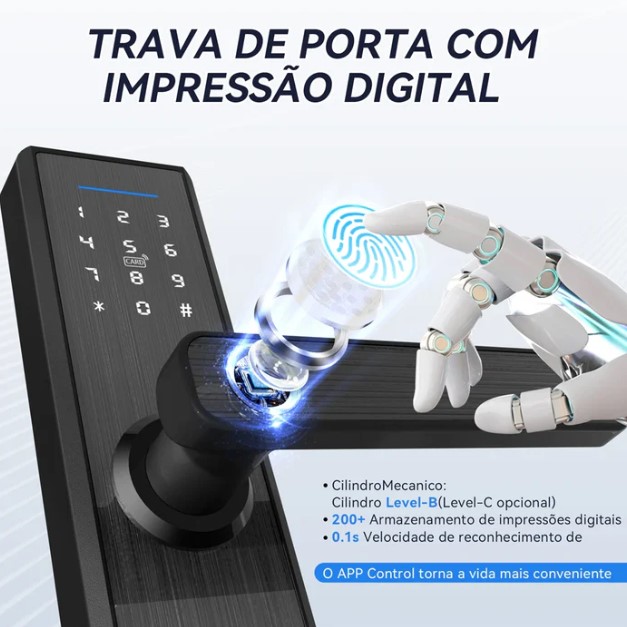 TRAVA DE PORTA COM
IMPRESSÃO DIGITAL
1 2 3
4 5 6
CARD
7 8 9
* 0 #
• CilindroMecanico:
Cilindro Level-B(Level-C opcional)
• 200+ Armazenamento de impressões digitais
• 0.1s Velocidade de reconhecimento de
O APP Control torna a vida mais conveniente